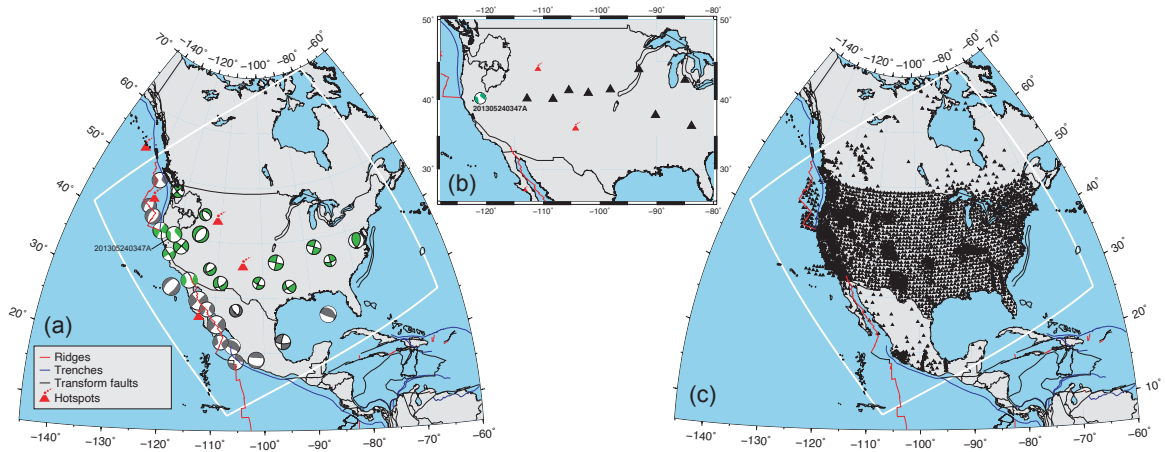 −140° −120° −100° −80° −60°
70°
60°
50°
40°
30°
20°
201305240347A
(a)
Ridges
Trenches
Transform faults
Hotspots
−140° −130° −120° −110° −100° −90° −80° −70° −60°
−120° −110° −100° −90° −80°
50° 50°
40° 40°
30° 30°
201305240347A
(b)
−120° −110° −100° −90° −80°
−140° −120° −100° −80° −60°
70°
60°
50°
40°
30°
20°
10°
(c)
−140° −130° −120° −110° −100° −90° −80° −70° −60°